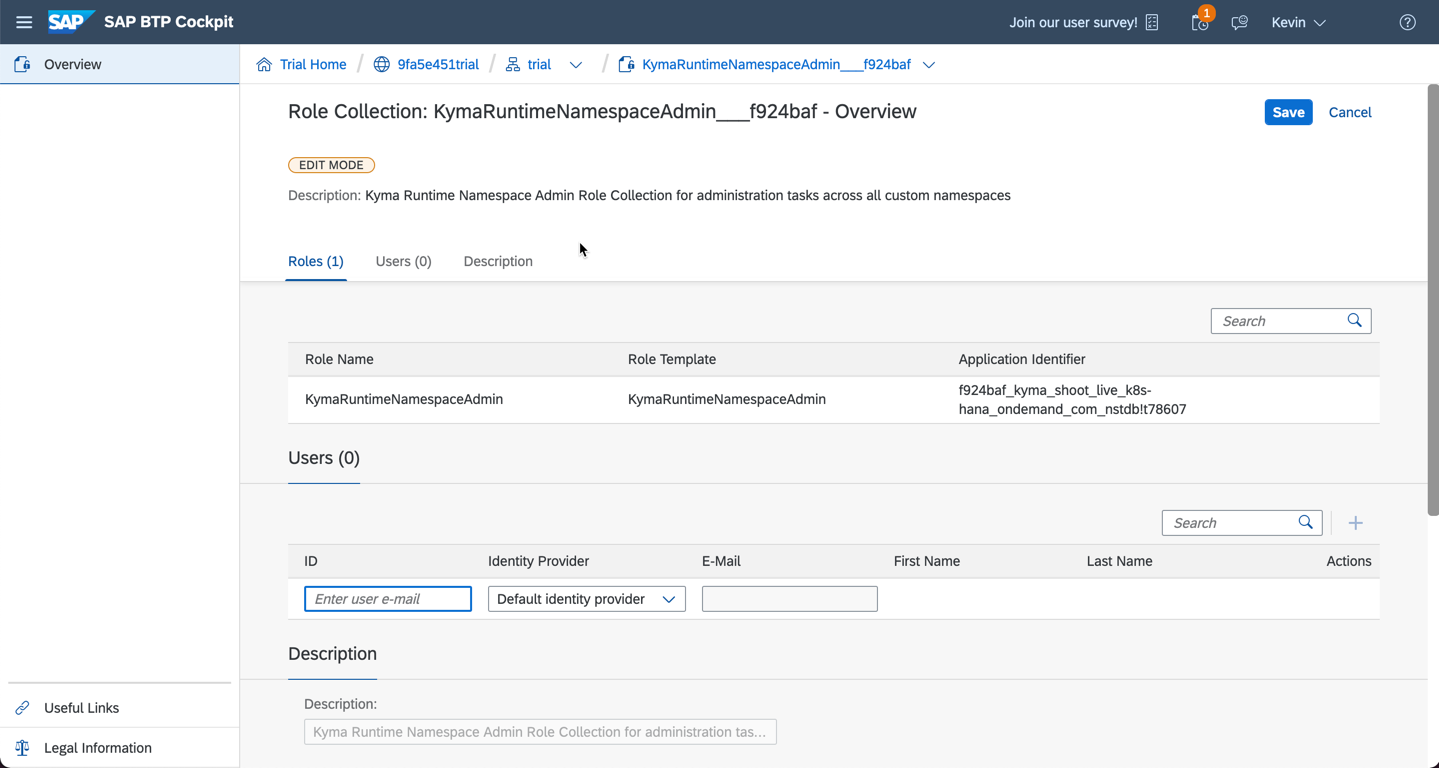 SAP SAP BTP Cockpit
Join our user survey!
1
Kevin
Overview
Trial Home / 9fa5e451trial / trial / KymaRuntimeNamespaceAdmin___f924baf
Role Collection: KymaRuntimeNamespaceAdmin___f924baf - Overview
Save Cancel
EDIT MODE
Description: Kyma Runtime Namespace Admin Role Collection for administration tasks across all custom namespaces
Roles (1) Users (0) Description
Search
Role Name Role Template Application Identifier
KymaRuntimeNamespaceAdmin KymaRuntimeNamespaceAdmin f924baf_kyma_shoot_live_k8s-
hana_ondemand_com_nstdb!t78607
Users (0)
Search
ID Identity Provider E-Mail First Name Last Name Actions
Enter user e-mail Default identity provider
Description
Description:
Kyma Runtime Namespace Admin Role Collection for administration tas...
Useful Links
Legal Information